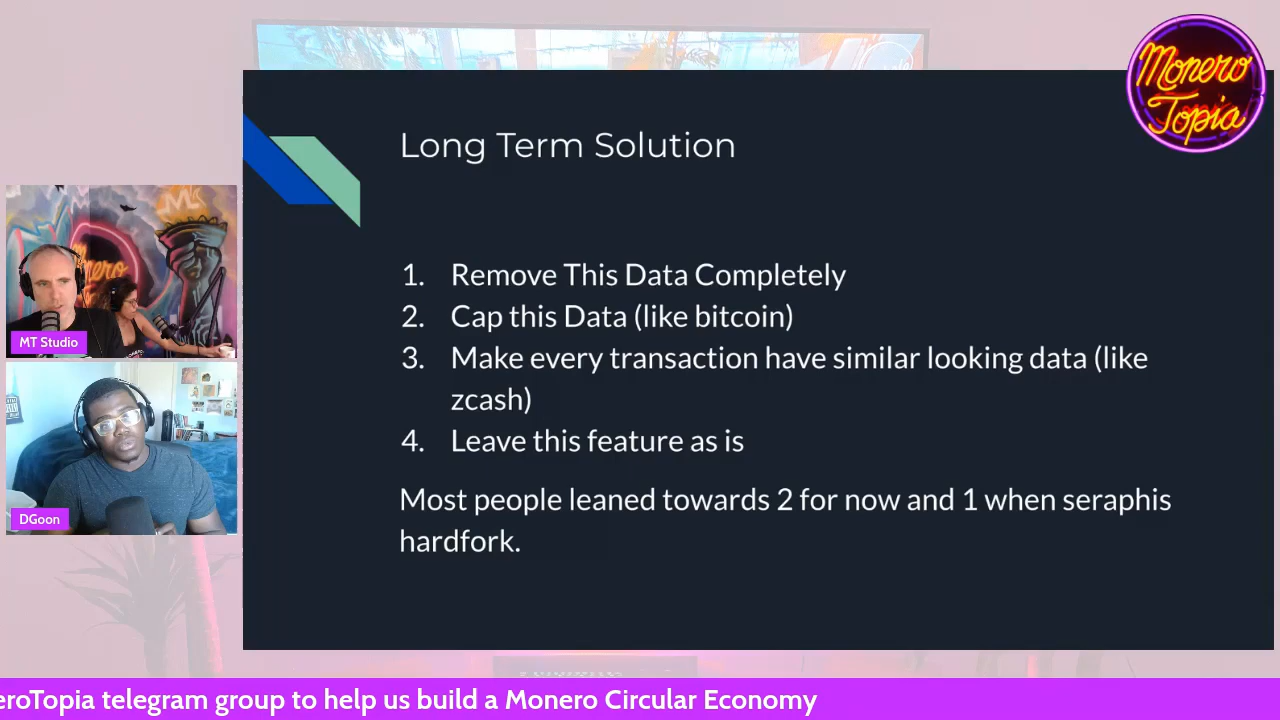 Monero
Topia
Long Term Solution
1. Remove This Data Completely
2. Cap this Data (like bitcoin)
3. Make every transaction have similar looking data (like
zcash)
4. Leave this feature as is
Most people leaned towards 2 for now and 1 when seraphis
hardfork.
MT Studio
DGoon
eroTopia telegram group to help us build a Monero Circular Economy